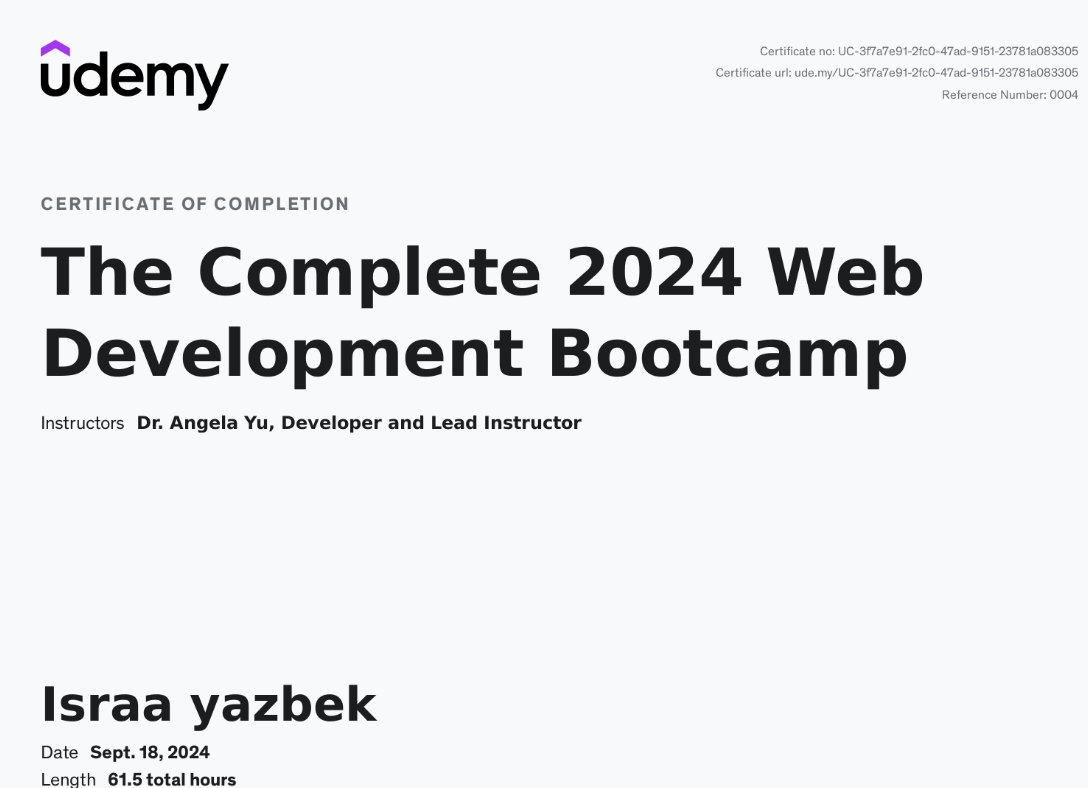 udemy
Certificate no: UC-3f7a7e91-2fc0-47ad-9151-23781a083305
Certificate url: ude.my/UC-3f7a7e91-2fc0-47ad-9151-23781a083305
Reference Number: 0004
CERTIFICATE OF COMPLETION
The Complete 2024 Web
Development Bootcamp
Instructors Dr. Angela Yu, Developer and Lead Instructor
Israa yazbek
Date Sept. 18, 2024
Length 61.5 total hours